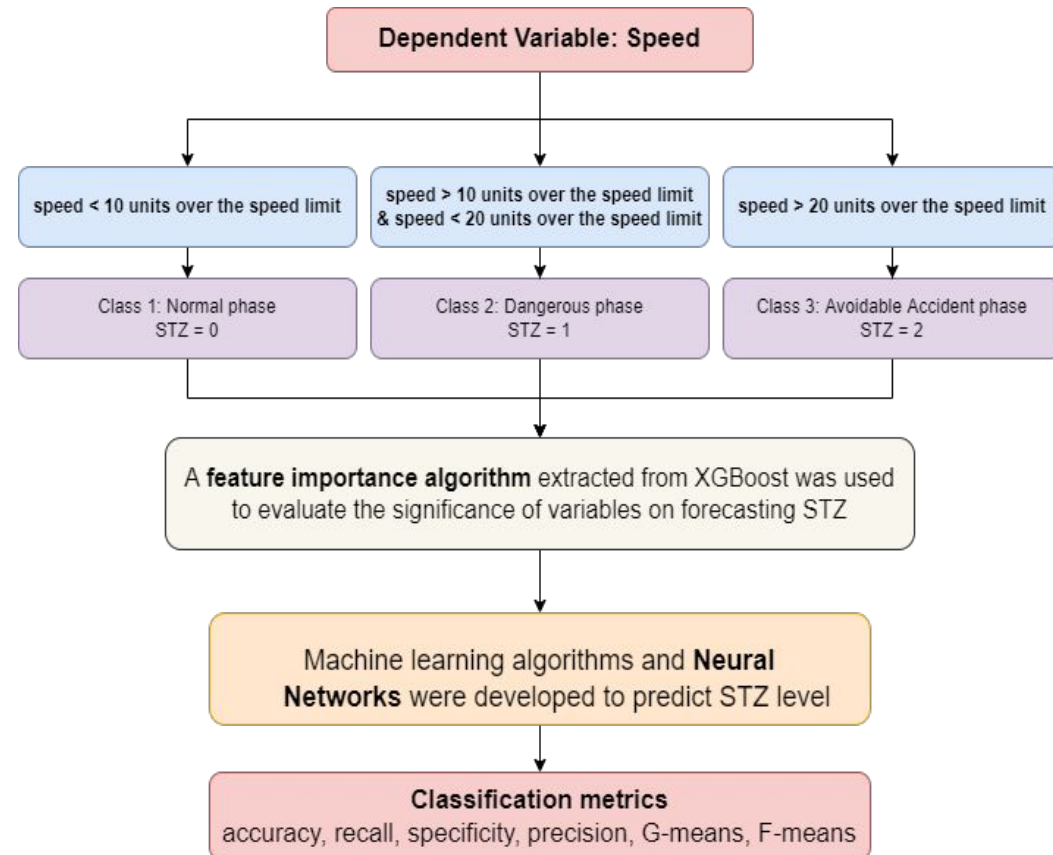 Dependent Variable: Speed
speed < 10 units over the speed limit
speed > 10 units over the speed limit
& speed < 20 units over the speed limit
speed > 20 units over the speed limit
Class 1: Normal phase
STZ = 0
Class 2: Dangerous phase
STZ = 1
Class 3: Avoidable Accident phase
STZ = 2
A feature importance algorithm extracted from XGBoost was used
to evaluate the significance of variables on forecasting STZ
Machine learning algorithms and Neural
Networks were developed to predict STZ level
Classification metrics
accuracy, recall, specificity, precision, G-means, F-means